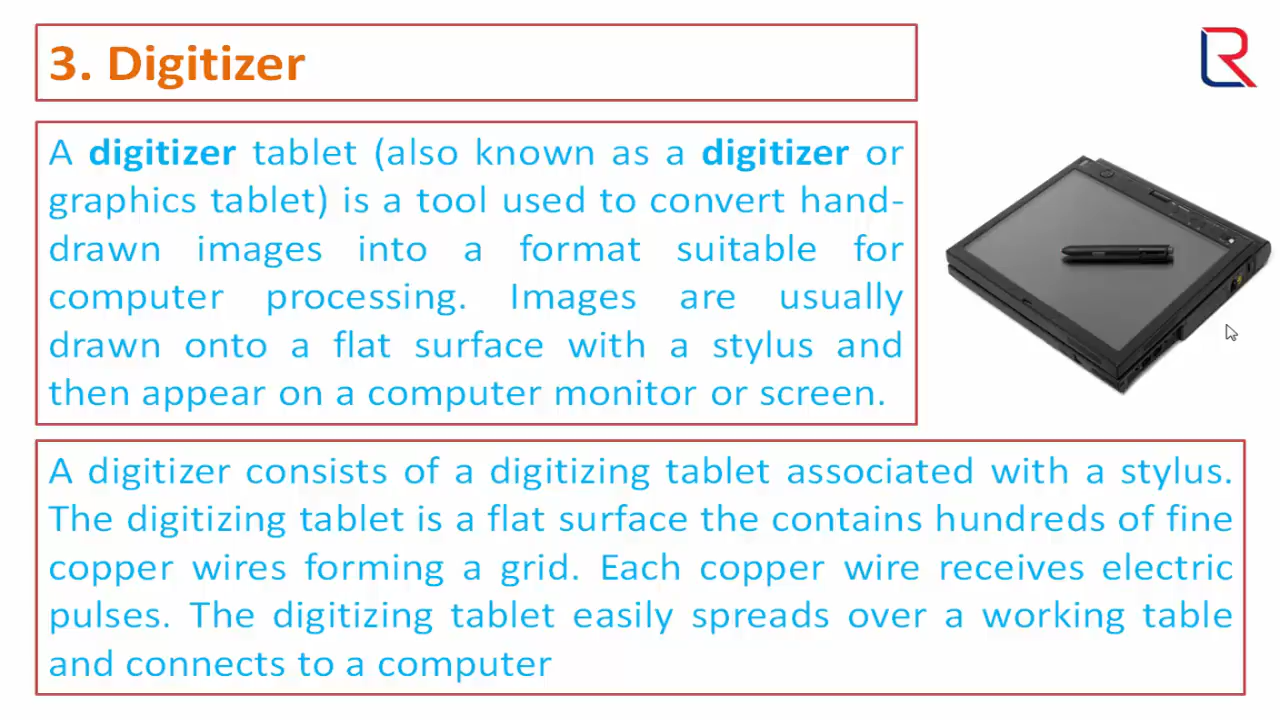 3. Digitizer
A digitizer tablet (also known as a digitizer or
graphics tablet) is a tool used to convert hand-
drawn images into a format suitable for
computer processing. Images are usually
drawn onto a flat surface with a stylus and
then appear on a computer monitor or screen.
A digitizer consists of a digitizing tablet associated with a stylus.
The digitizing tablet is a flat surface the contains hundreds of fine
copper wires forming a grid. Each copper wire receives electric
pulses. The digitizing tablet easily spreads over a working table
and connects to a computer